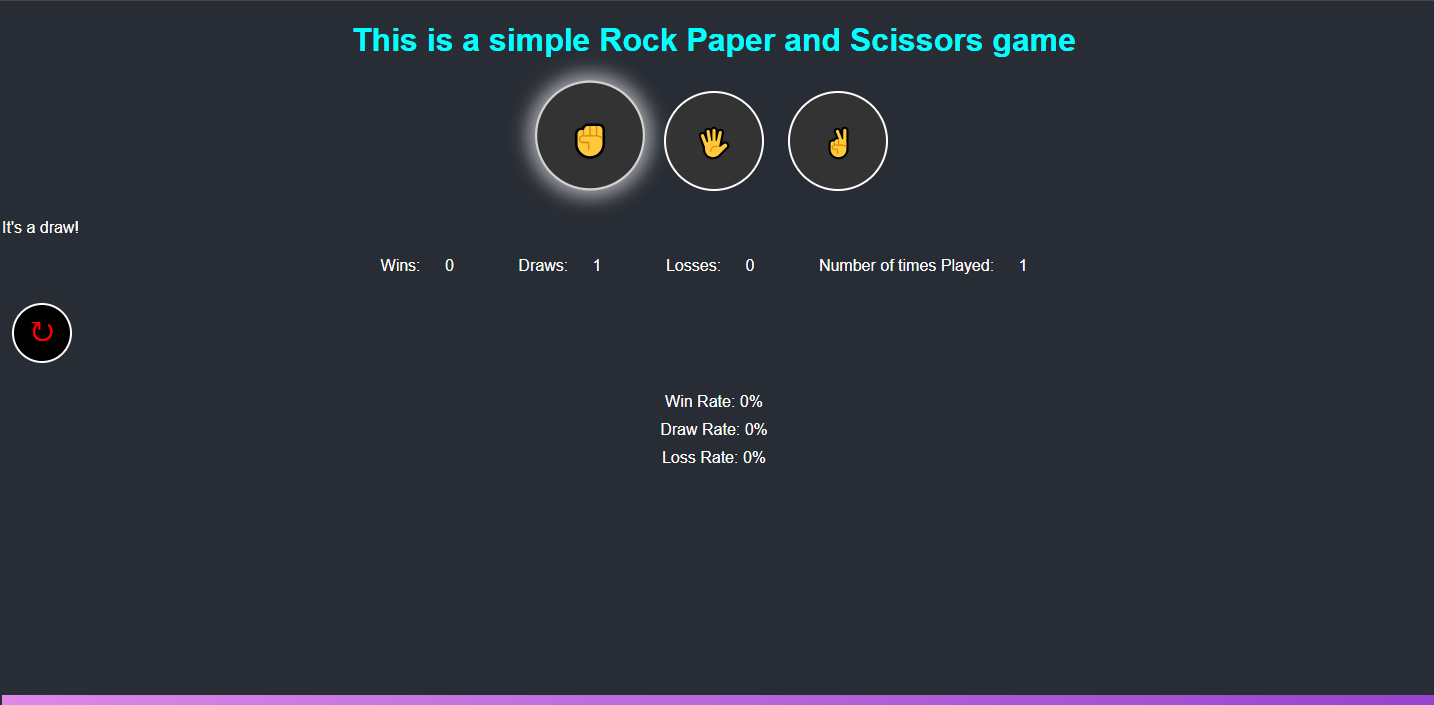 This is a simple Rock Paper and Scissors game
It's a draw!
Wins: 0 Draws: 1 Losses: 0 Number of times Played: 1
Win Rate: 0%
Draw Rate: 0%
Loss Rate: 0%